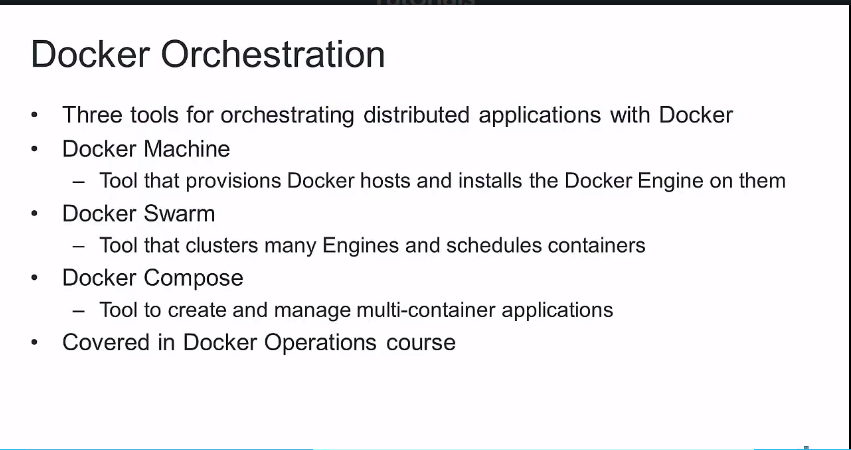 Docker Orchestration
• Three tools for orchestrating distributed applications with Docker
• Docker Machine
– Tool that provisions Docker hosts and installs the Docker Engine on them
• Docker Swarm
– Tool that clusters many Engines and schedules containers
• Docker Compose
– Tool to create and manage multi-container applications
• Covered in Docker Operations course